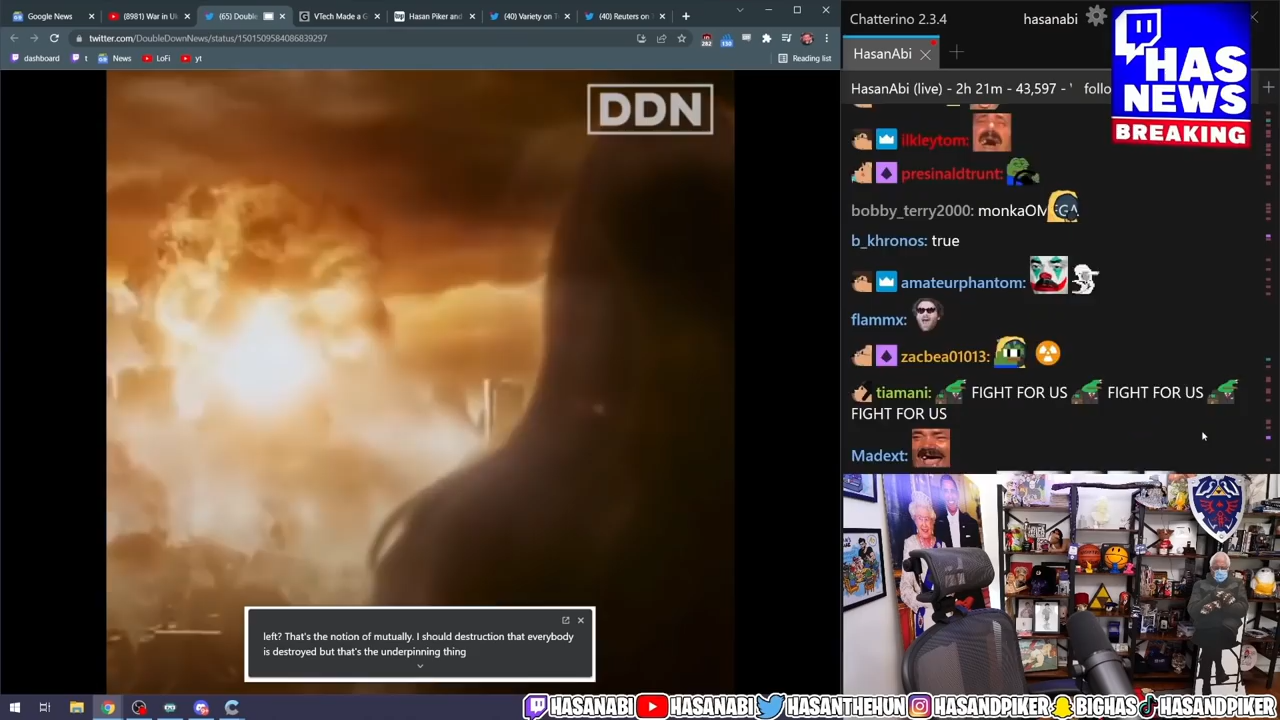 Google News
(8981) War in Uk
(65) Double
VTech Made a G
Hasan Piker and
(40) Variety on T
(40) Reuters on
twitter.com/DoubleDownNews/status/1501509584086839297
282
130
dashboard
t
News
LoFi
yt
Reading list
DDN
left? That's the notion of mutually. I should destruction that everybody
is destroyed but that's the underpinning thing
Chatterino 2.3.4
hasanabi
HasanAbi
HasanAbi (live) - 2h 21m - 43,597 - '
follo
HAS
NEWS
BREAKING
ilkleytom:
presinaldtrunt:
bobby_terry2000: monkaOMEGA
b_khronos: true
amateurphantom:
flammx:
zacbea01013:
tiamani: FIGHT FOR US FIGHT FOR US
FIGHT FOR US
Madext:
HASANABI HASANABI HASANTHEHUN HASANDPIKER BIGHAS HASANDPIKER